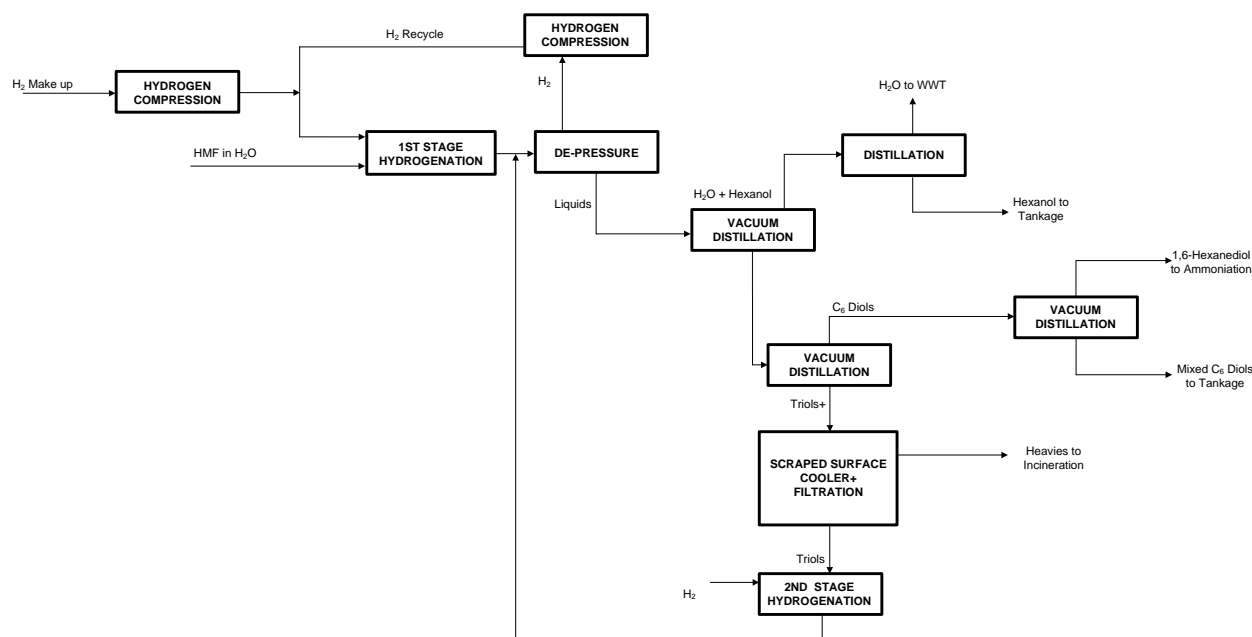 HYDROGEN
COMPRESSION
H₂ Recycle
H₂ Make up
HYDROGEN
COMPRESSION
H₂
H₂O to WWT
HMF in H₂O
1ST STAGE
HYDROGENATION
DE-PRESSURE
DISTILLATION
Liquids
H₂O + Hexanol
VACUUM
DISTILLATION
Hexanol to
Tankage
1,6-Hexanediol
to Ammoniation
C₆ Diols
VACUUM
DISTILLATION
VACUUM
DISTILLATION
Mixed C₆ Diols
to Tankage
Triols+
SCRAPED SURFACE
COOLER+
FILTRATION
Heavies to
Incineration
Triols
H₂
2ND STAGE
HYDROGENATION